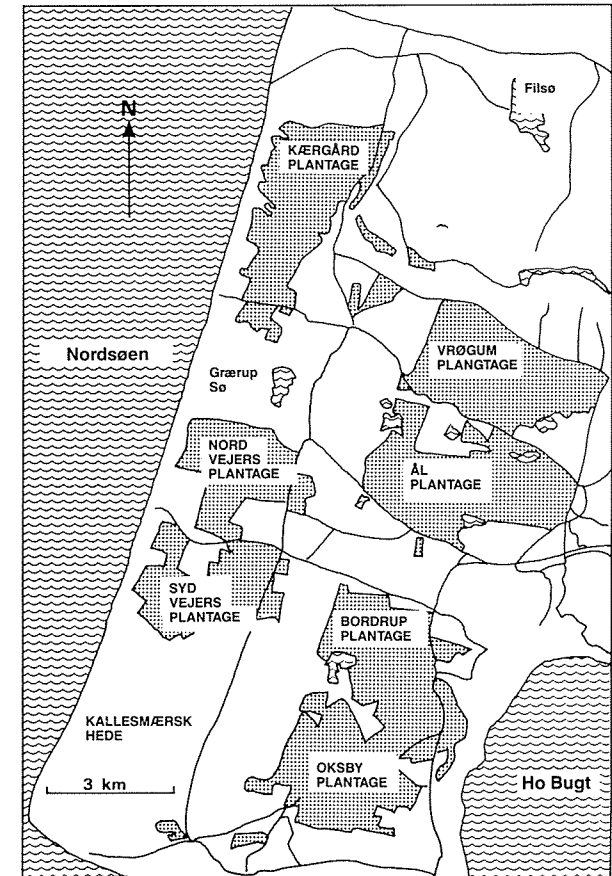 Filsø
N
KÆRGÅRD
PLANTAGE
Nordsøen
VRØGUM
PLANGTAGE
Grærup
Sø
NORD
VEJERS
PLANTAGE
ÅL
PLANTAGE
SYD
VEJERS
PLANTAGE
BORDRUP
PLANTAGE
KALLESMÆRSK
HEDE
OKSBY
PLANTAGE
3 km
Ho Bugt